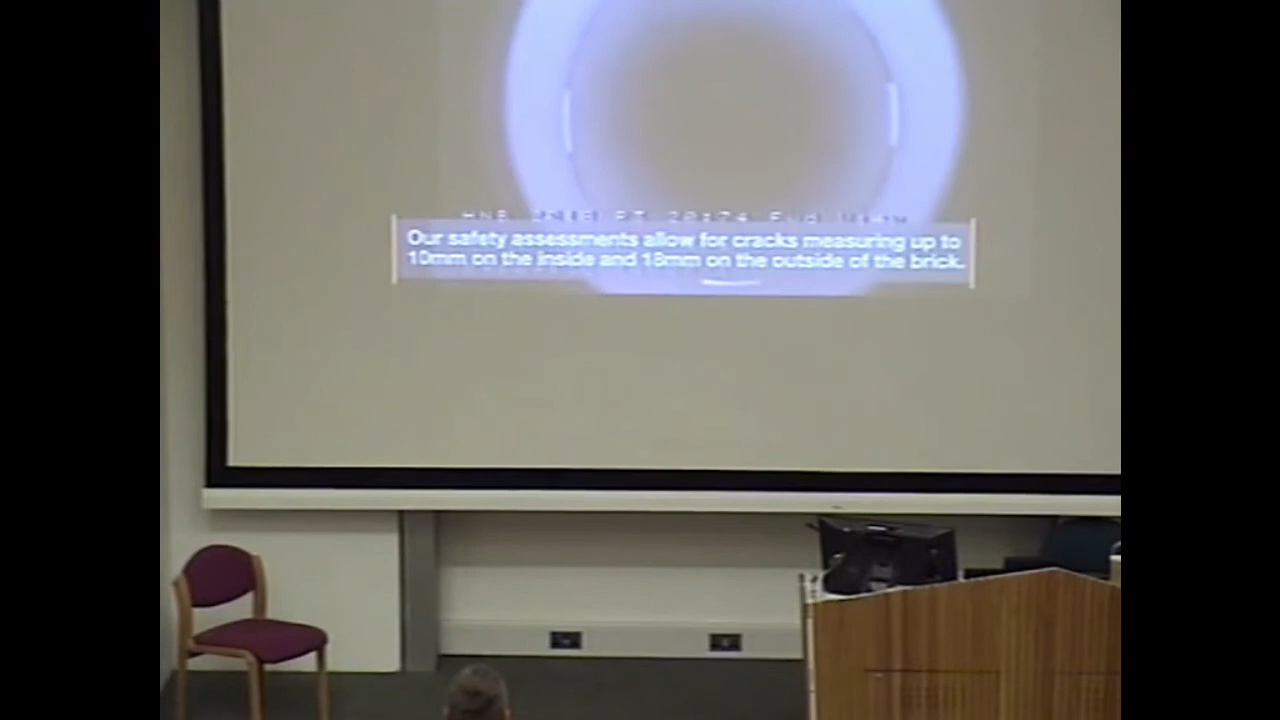 Our safety assessments allow for cracks measuring up to
10mm on the inside and 18mm on the outside of the brick.